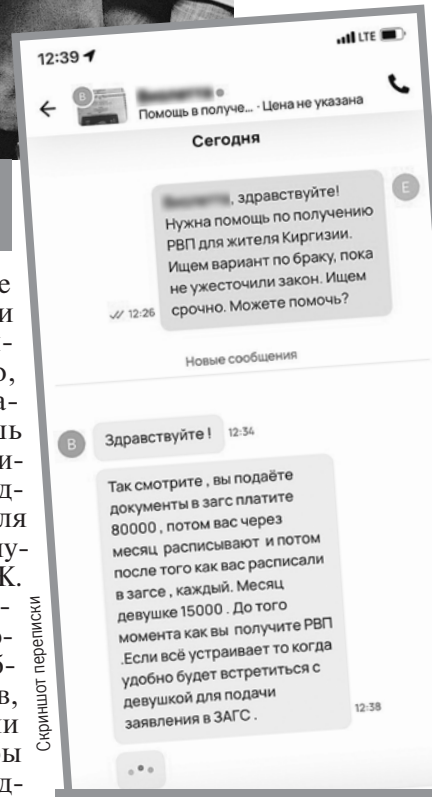 12:39
LTE
В
Помощь в получе... · Цена не указана
Сегодня
, здравствуйте!
Нужна помощь по получению
РВП для жителя Киргизии.
Ищем вариант по браку, пока
не ужесточили закон. Ищем
срочно. Можете помочь?
12:26
Е
Новые сообщения
В
Здравствуйте !
12:34
Так смотрите , вы подаёте
документы в загс платите
80000 , потом вас через
месяц расписывают и потом
после того как вас расписали
в загсе , каждый. Месяц
девушке 15000 . До того
момента как вы получите РВП
.Если всё устраивает то когда
удобно будет встретиться с
девушкой для подачи
заявления в ЗАГС .
12:38
Скриншот переписки